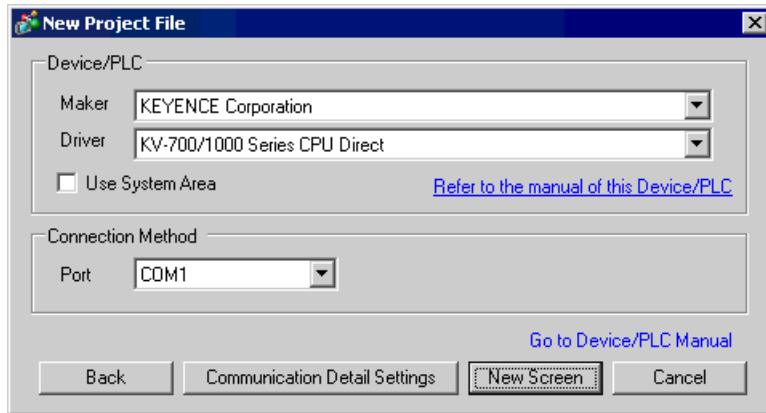 New Project File
Device/PLC
Maker KEYENCE Corporation
Driver KV-700/1000 Series CPU Direct
Use System Area Refer to the manual of this Device/PLC
Connection Method
Port COM1
Go to Device/PLC Manual
Back Communication Detail Settings New Screen Cancel